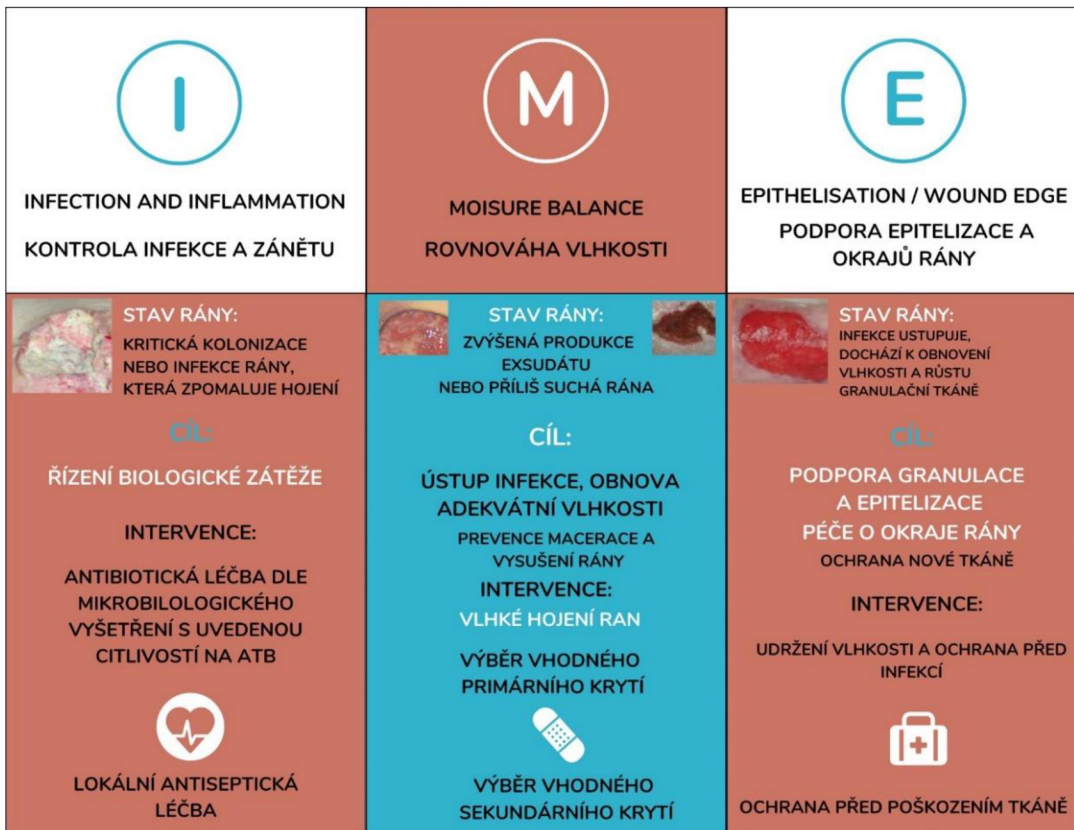 I
INFECTION AND INFLAMMATION
KONTROLA INFEKCE A ZÁNĚTU
STAV RÁNY:
KRITICKÁ KOLONIZACE
NEBO INFEKCE RÁNY,
KTERÁ ZPOMALUJE HOJENÍ
CÍL:
ŘÍZENÍ BIOLOGICKÉ ZÁTĚŽE
INTERVENCE:
ANTIBIOTICKÁ LÉČBA DLE
MIKROBILOLOGICKÉHO
VYŠETŘENÍ S UVEDENOU
CITLIVOSTÍ NA ATB
LOKÁLNÍ ANTISEPTICKÁ
LÉČBA
M
MOISURE BALANCE
ROVNOVÁHA VLHKOSTI
STAV RÁNY:
ZVÝŠENÁ PRODUKCE
EXSUDÁTU
NEBO PŘÍLIŠ SUCHÁ RÁNA
CÍL:
ÚSTUP INFEKCE, OBNOVA
ADEKVÁTNÍ VLHKOSTI
PREVENCE MACERACE A
VYSUŠENÍ RÁNY
INTERVENCE:
VLHKÉ HOJENÍ RAN
VÝBĚR VHODNÉHO
PRIMÁRNÍHO KRYTÍ
VÝBĚR VHODNÉHO
SEKUNDÁRNÍHO KRYTÍ
E
EPITHELISATION / WOUND EDGE
PODPORA EPITELIZACE A
OKRAJŮ RÁNY
STAV RÁNY:
INFEKCE USTUPUJE,
DOCHÁZÍ K OBNOVENÍ
VLHKOSTI A RŮSTU
GRANULAČNÍ TKÁNĚ
CÍL:
PODPORA GRANULACE
A EPITELIZACE
PÉČE O OKRAJE RÁNY
OCHRANA NOVÉ TKÁNĚ
INTERVENCE:
UDRŽENÍ VLHKOSTI A OCHRANA PŘED
INFEKCÍ
OCHRANA PŘED POŠKOZENÍM TKÁNĚ